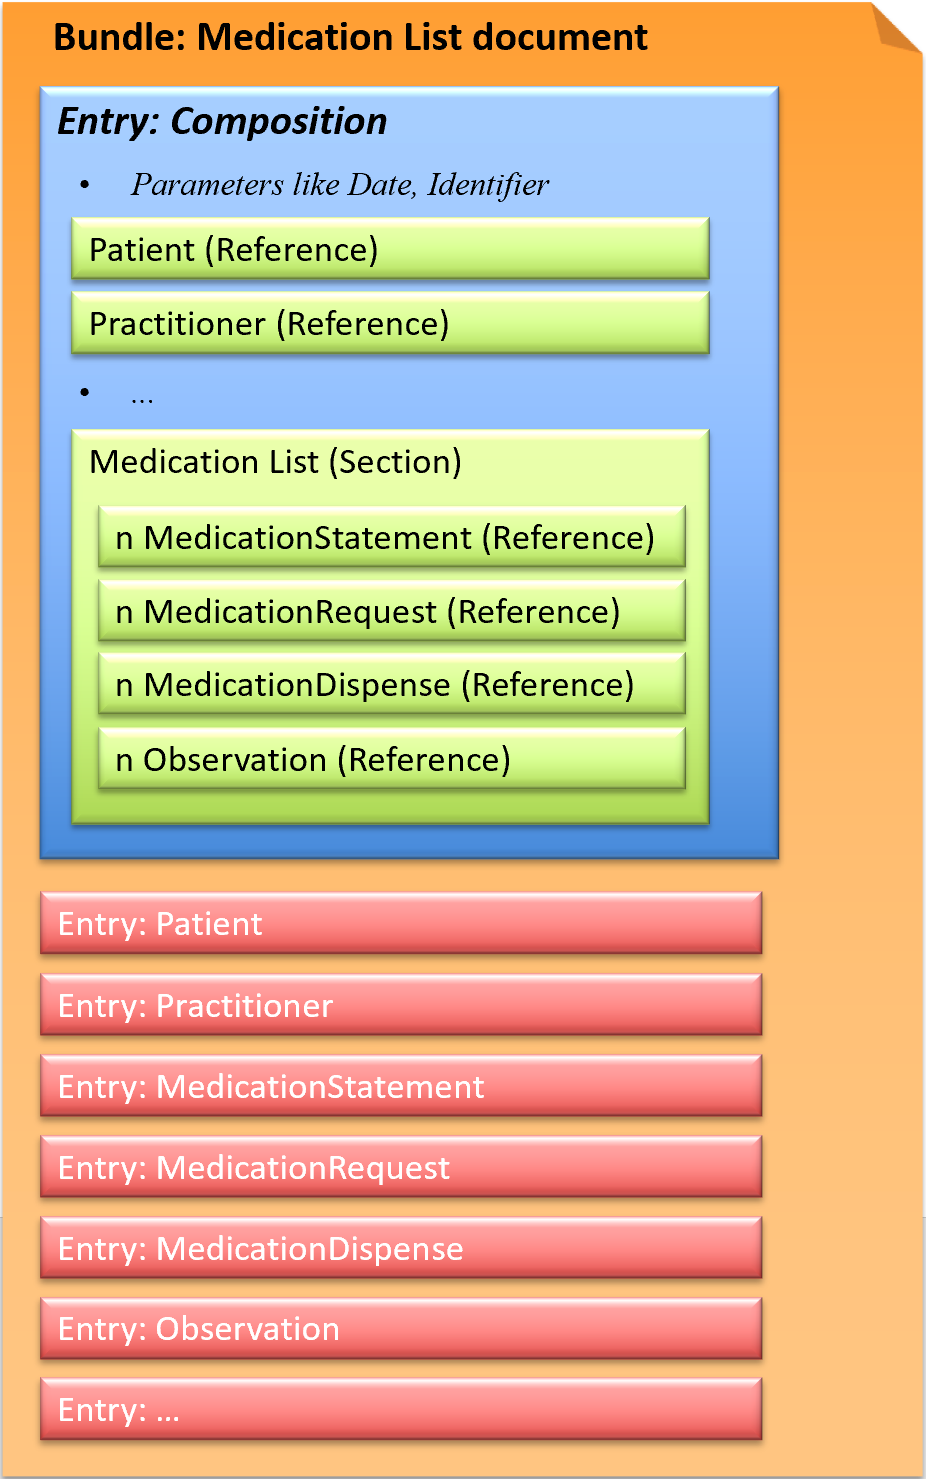 Bundle: Medication List document
Entry: Composition
• Parameters like Date, Identifier
Patient (Reference)
Practitioner (Reference)
• ...
Medication List (Section)
n MedicationStatement (Reference)
n MedicationRequest (Reference)
n MedicationDispense (Reference)
n Observation (Reference)
Entry: Patient
Entry: Practitioner
Entry: MedicationStatement
Entry: MedicationRequest
Entry: MedicationDispense
Entry: Observation
Entry: ...